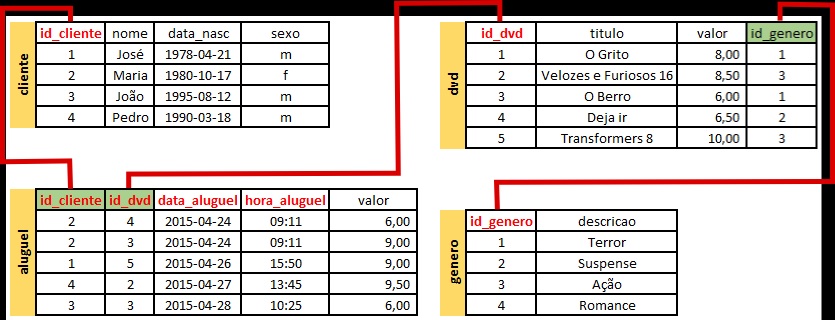 cliente
id_cliente nome data_nasc sexo
1 José 1978-04-21 m
2 Maria 1980-10-17 f
3 João 1995-08-12 m
4 Pedro 1990-03-18 m
dvd
id_dvd titulo valor id_genero
1 O Grito 8,00 1
2 Velozes e Furiosos 16 8,50 3
3 O Berro 6,00 1
4 Deja ir 6,50 2
5 Transformers 8 10,00 3
aluguel
id_cliente id_dvd data_aluguel hora_aluguel valor
2 4 2015-04-24 09:11 6,00
2 3 2015-04-24 09:11 9,00
1 5 2015-04-26 15:50 9,00
4 2 2015-04-27 13:45 9,50
3 3 2015-04-28 10:25 6,00
genero
id_genero descricao
1 Terror
2 Suspense
3 Ação
4 Romance